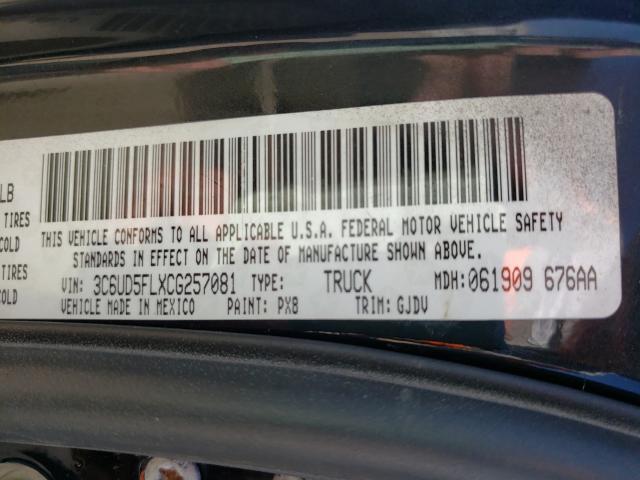 LB
TIRES
COLD
TIRES
COLD
THIS VEHICLE CONFORMS TO ALL APPLICABLE U.S.A. FEDERAL MOTOR VEHICLE SAFETY
STANDARDS IN EFFECT ON THE DATE OF MANUFACTURE SHOWN ABOVE.
VIN: 3C6UD5FLXCG257081 TYPE: TRUCK MDH: 061909 676AA
VEHICLE MADE IN MEXICO PAINT: PX8 TRIM: GJDV